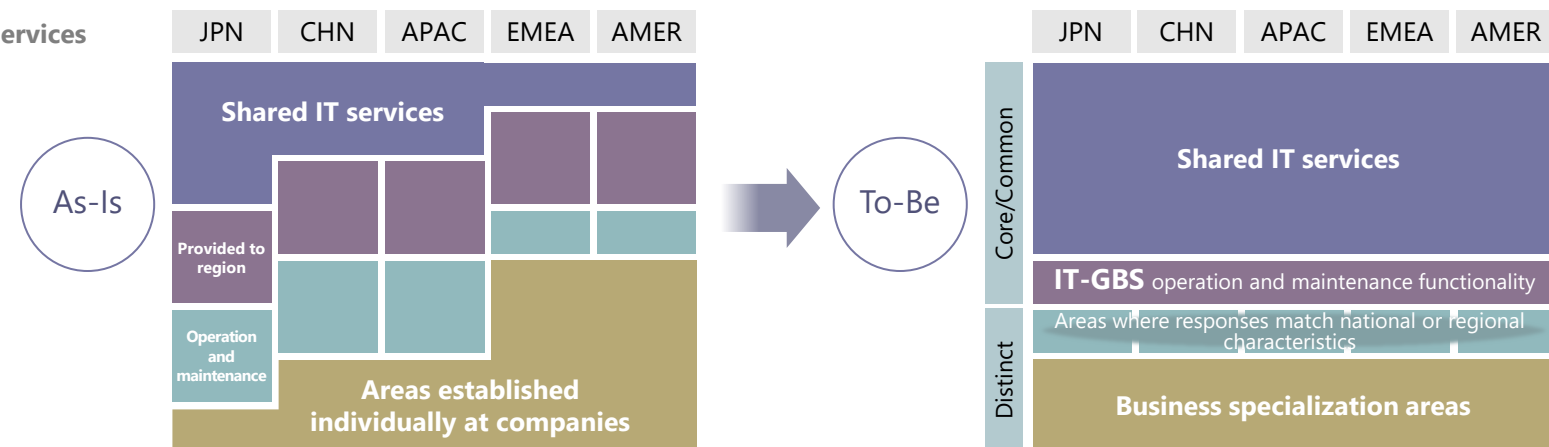 ervices
JPN CHN APAC EMEA AMER
Shared IT services
As-Is
Provided to
region
Operation
and
maintenance
Areas established
individually at companies
To-Be
JPN CHN APAC EMEA AMER
Core/Common
Distinct
Shared IT services
IT-GBS operation and maintenance functionality
Areas where responses match national or regional
characteristics
Business specialization areas